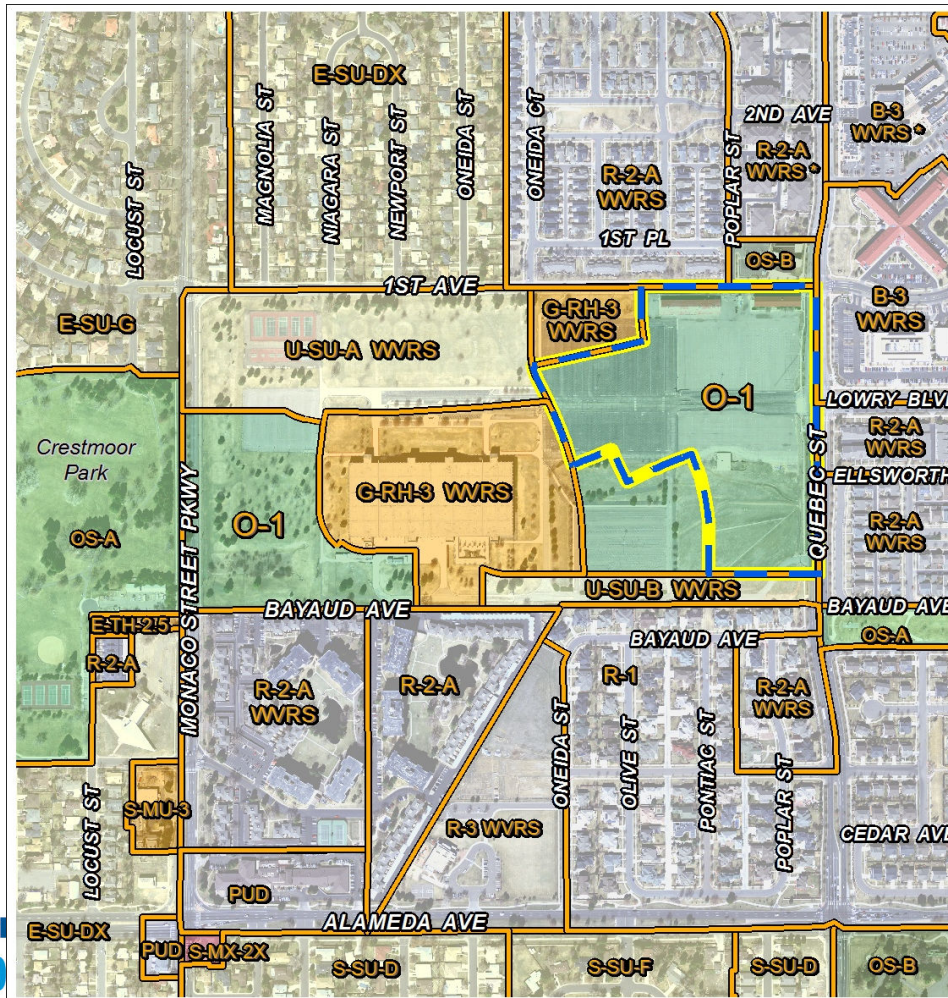 E-SU-DX
MAGNOLIA ST
NIAGARA ST
NEWPORT ST
ONEIDA ST
ONEIDA CT
LOCUST ST
2ND AVE
B-3
WVRS *
R-2-A
WVRS *
R-2-A
WVRS
POPLAR ST
1ST PL
OS-B
1ST AVE
B-3
WVRS
E-SU-G
G-RH-3
WVRS
U-SU-A WVRS
O-1
LOWRY BLVD
R-2-A
WVRS
Crestmoor
Park
G-RH-3 WVRS
ELLSWORTH
QUEBEC ST
O-1
R-2-A
WVRS
OS-A
MONACO STREET PKWY
U-SU-B WVRS
BAYAUD AVE
BAYAUD AVE
E-TH-2.5
BAYAUD AVE
OS-A
R-2-A
R-2-A
WVRS
R-2-A
R-1
R-2-A
WVRS
ONEIDA ST
OLIVE ST
PONTIAC ST
POPLAR ST
S-MU-3
LOCUST ST
R-3 WVRS
CEDAR AVE
PUD
ALAMEDA AVE
E-SU-DX
PUD
S-MX-2X
S-SU-D
S-SU-F
S-SU-D
OS-B